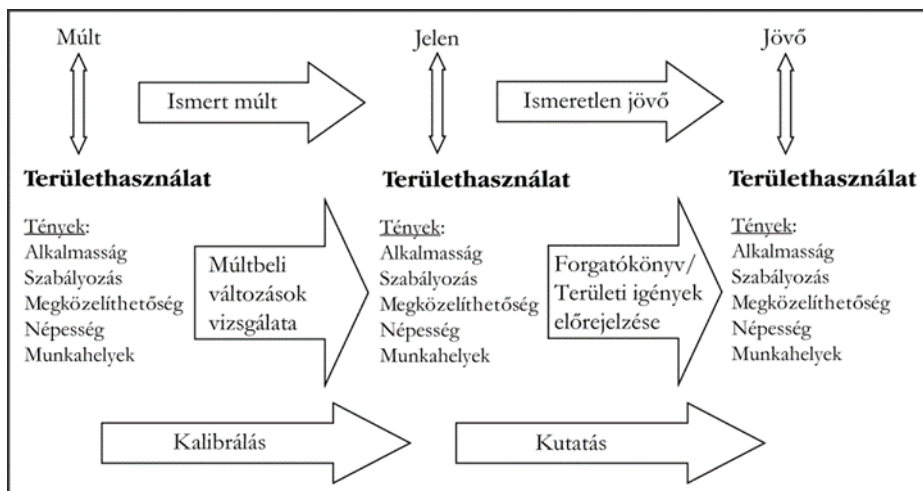 Múlt
Jelen
Jövő
Ismert múlt
Ismeretlen jövő
Területhasználat
Területhasználat
Területhasználat
Tények:
Alkalmasság
Szabályozás
Megközelíthetőség
Népesség
Munkahelyek
Múltbeli
változások
vizsgálata
Tények:
Alkalmasság
Szabályozás
Megközelíthetőség
Népesség
Munkahelyek
Forgatókönyv/
Területi igények
előrejelzése
Tények:
Alkalmasság
Szabályozás
Megközelíthetőség
Népesség
Munkahelyek
Kalibrálás
Kutatás